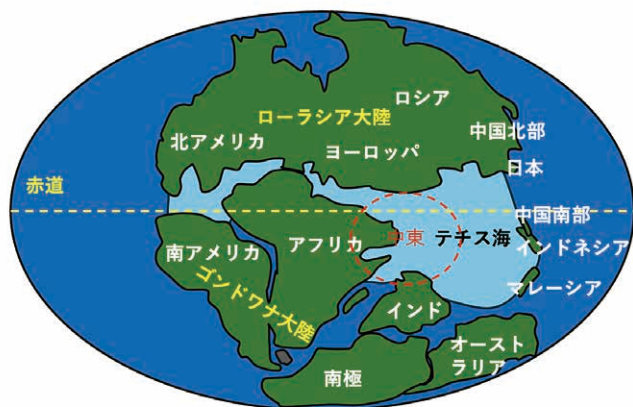 ロシア
ローラシア大陸
中国北部
北アメリカ
ヨーロッパ
日本
赤道
中国南部
中東
テチス海
南アメリカ
アフリカ
インドネシア
ゴンドワナ大陸
マレーシア
インド
オースト
ラリア
南極